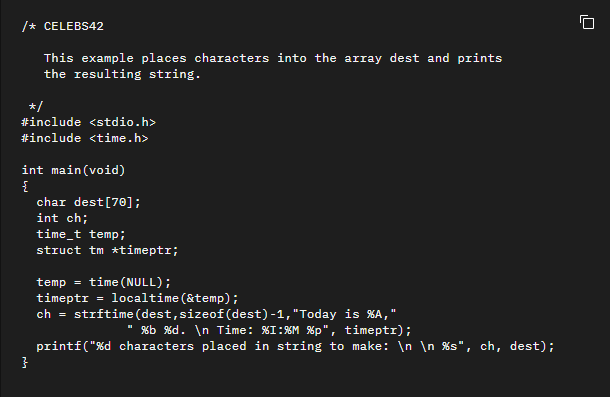 /* CELEBS42
This example places characters into the array dest and prints
the resulting string.
*/
#include <stdio.h>
#include <time.h>
int main(void)
{
char dest[70];
int ch;
time_t temp;
struct tm *timeptr;
temp = time(NULL);
timeptr = localtime(&temp);
ch = strftime(dest,sizeof(dest)-1,"Today is %A,"
" %b %d. \n Time: %I:%M %p", timeptr);
printf("%d characters placed in string to make: \n \n %s", ch, dest);
}